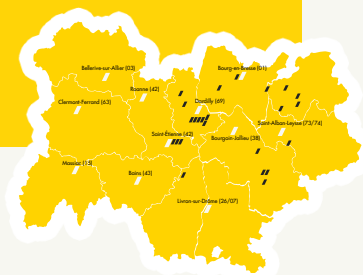 Bellerive-sur-Allier (03)
Bourg-en-Bresse (01)
Roanne (42)
Clermont-Ferrand (63)
Dardilly (69)
Saint-Alban-Leysse (73/74)
Saint-Étienne (42)
Bourgoin-Jallieu (38)
Massiac (15)
Bains (43)
Livron-sur-Drôme (26/07)